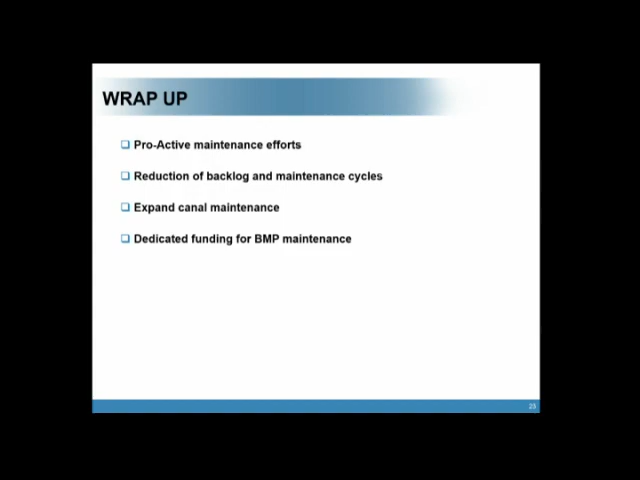 WRAP UP
Pro-Active maintenance efforts
Reduction of backlog and maintenance cycles
Expand canal maintenance
Dedicated funding for BMP maintenance
23